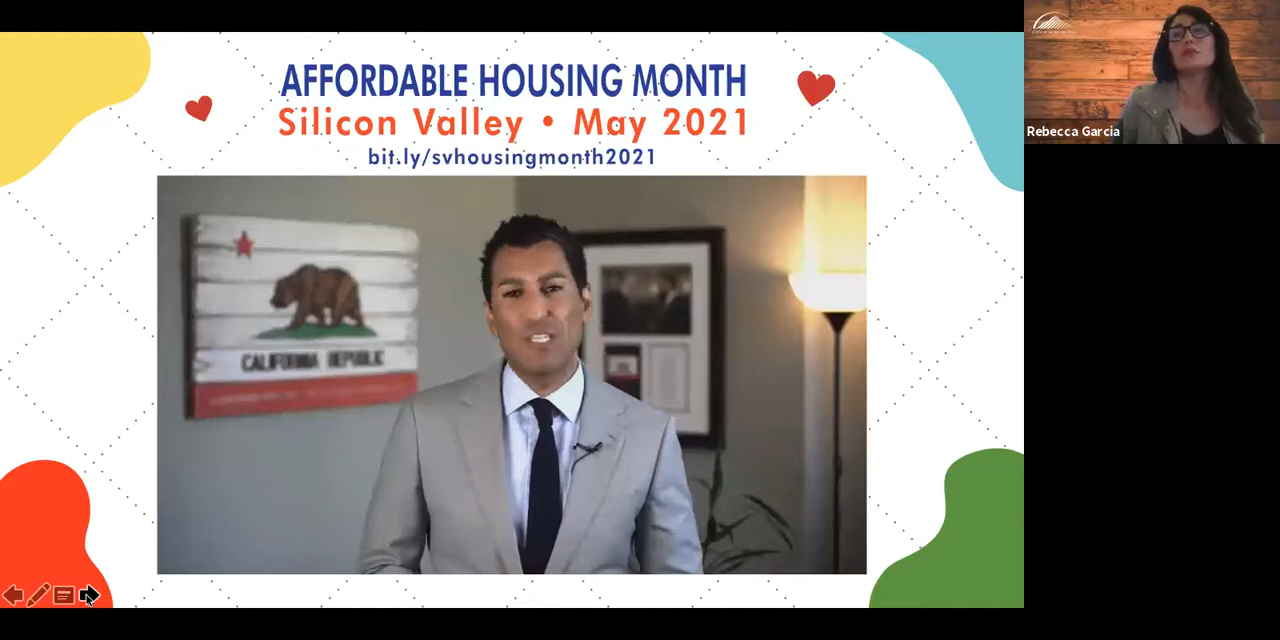 AFFORDABLE HOUSING MONTH
Silicon Valley • May 2021
bit.ly/svhousingmonth2021
CALIFORNIA REPUBLIC
Rebecca Garcia